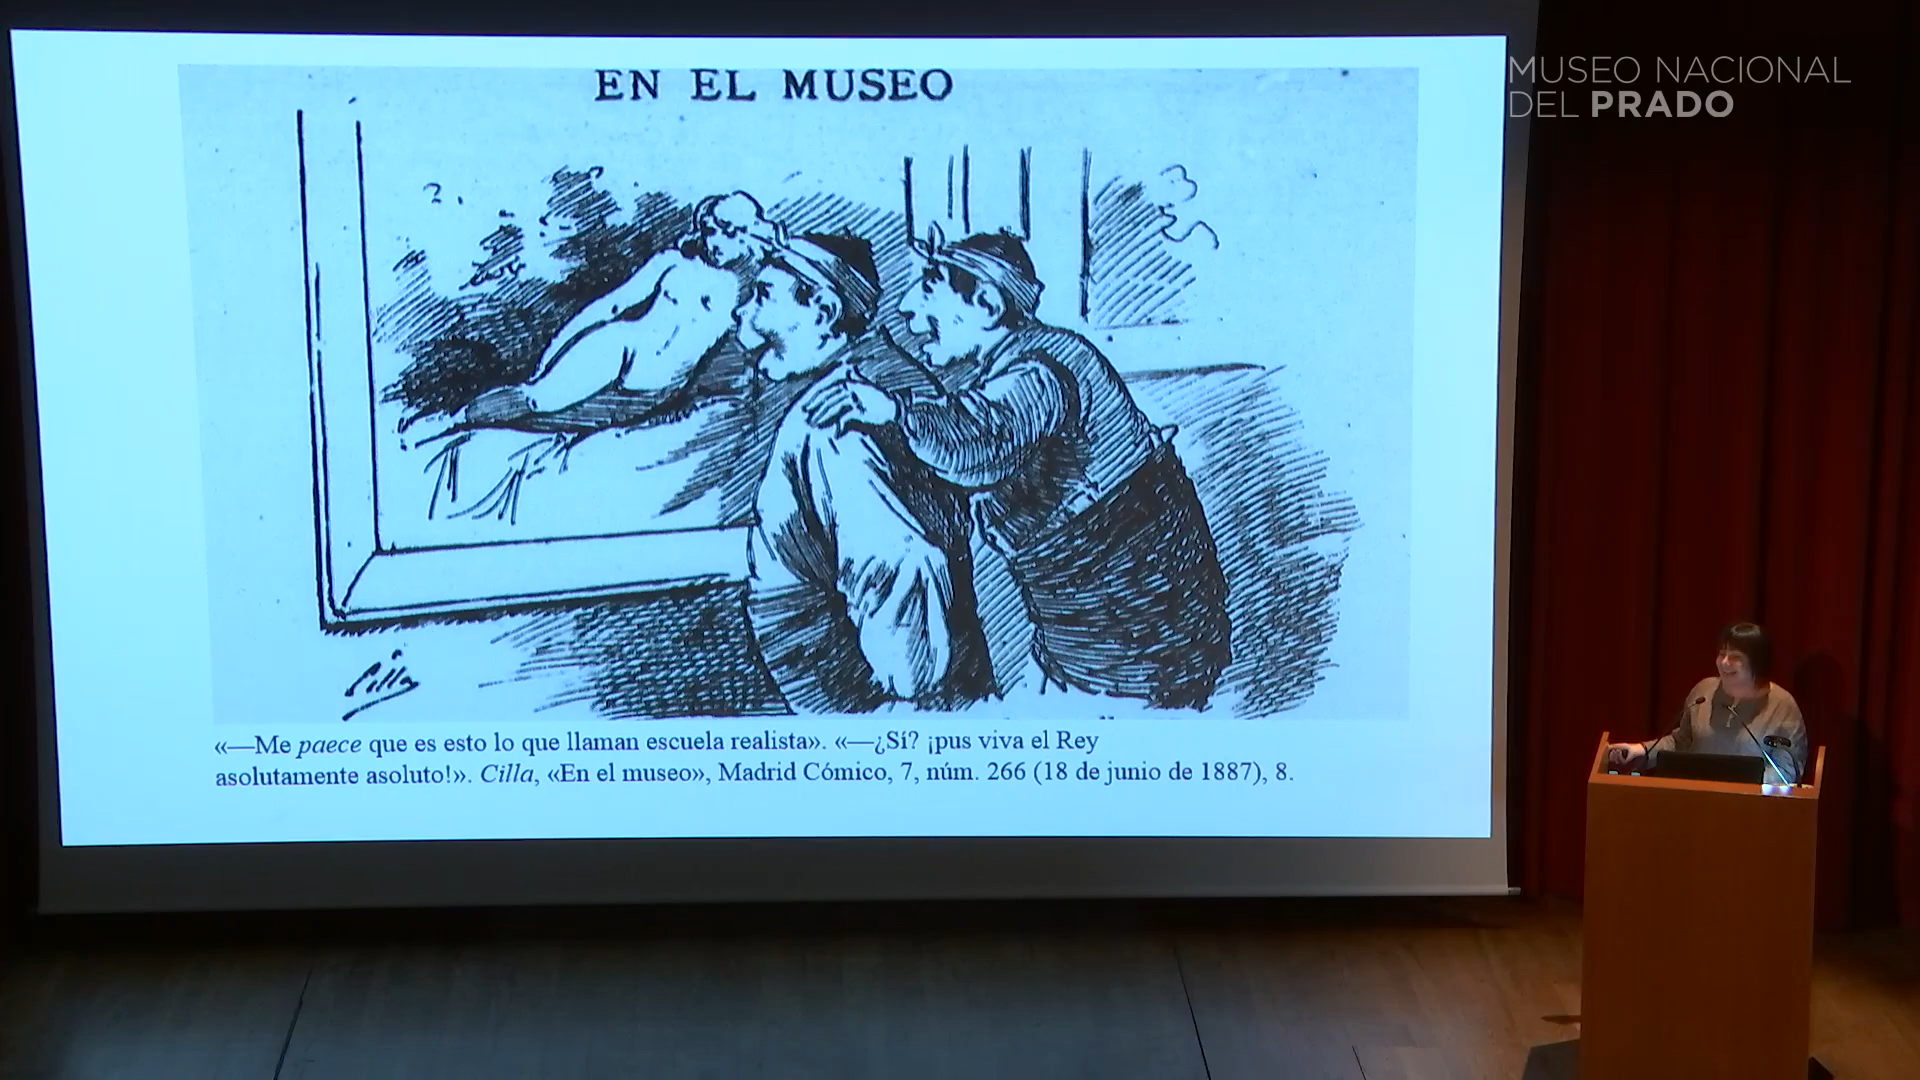 EN EL MUSEO
MUSEO NACIONAL
DEL PRADO
Cilla
«—Me paece que es esto lo que llaman escuela realista». «—¿Sí? ¡pus viva el Rey
asolutamente asoluto!». Cilla, «En el museo», Madrid Cómico, 7, núm. 266 (18 de junio de 1887), 8.